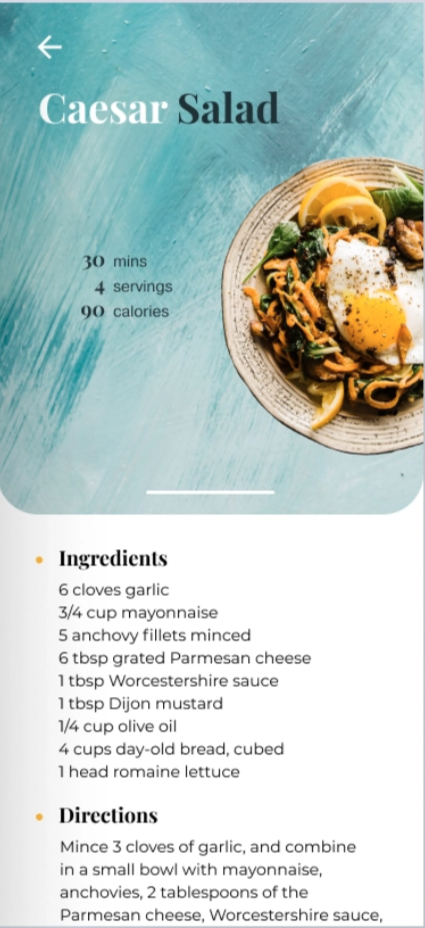 Caesar Salad
30 mins
4 servings
90 calories
Ingredients
6 cloves garlic
3/4 cup mayonnaise
5 anchovy fillets minced
6 tbsp grated Parmesan cheese
1 tbsp Worcestershire sauce
1 tbsp Dijon mustard
1/4 cup olive oil
4 cups day-old bread, cubed
1 head romaine lettuce
Directions
Mince 3 cloves of garlic, and combine
in a small bowl with mayonnaise,
anchovies, 2 tablespoons of the
Parmesan cheese, Worcestershire sauce,